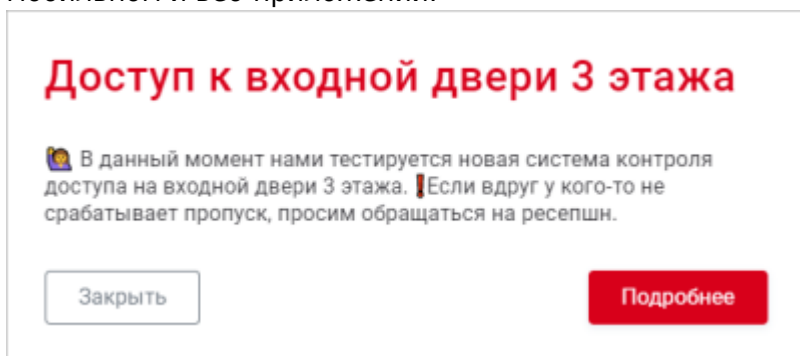 Доступ к входной двери 3 этажа
🙋 В данный момент нами тестируется новая система контроля
доступа на входной двери 3 этажа. ❗Если вдруг у кого-то не
срабатывает пропуск, просим обращаться на ресепшн.
Закрыть
Подробнее